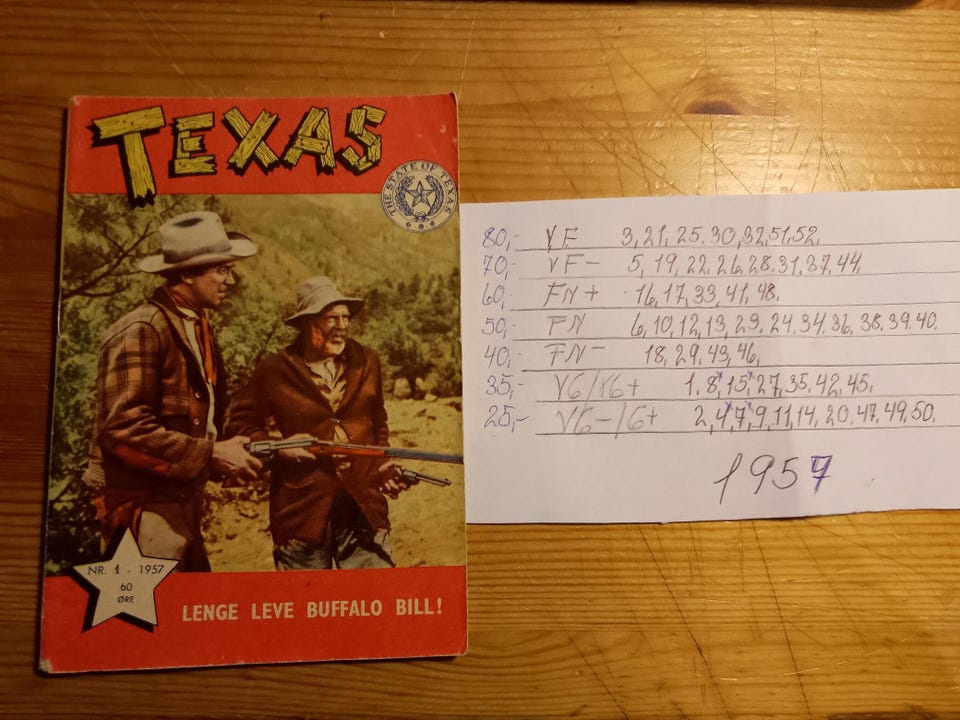 TEXAS
THE STATE OF TEXAS
NR. 1 - 1957
60
ØRE
LENGE LEVE BUFFALO BILL!
80,- VF 3, 21, 25. 30, 32, 51, 52.
70,- VF- 5, 19, 22. 26, 28. 31, 37, 44.
60,- FN+ 16, 17, 33, 41, 48.
50,- FN 6, 10, 12, 13, 29, 24, 34, 36, 38, 39. 40.
40,- FN- 18, 29, 43, 46,
35,- VG/VG+ 1. 8,* 15,* 27, 35, 42, 45,
25,- VG-/G+ 2, 4,* 7,* 9, 11, 14, 20. 47, 49, 50.
1957